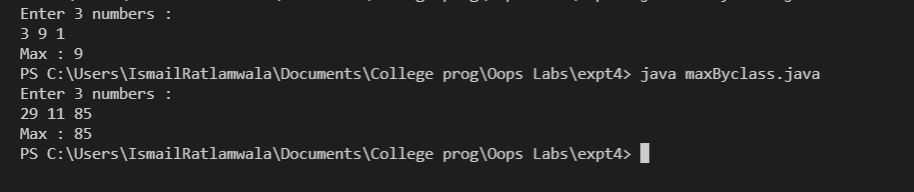 Enter 3 numbers :
3 9 1
Max : 9
PS C:\Users\IsmailRatlamwala\Documents\College prog\Oops Labs\expt4> java maxByclass.java
Enter 3 numbers :
29 11 85
Max : 85
PS C:\Users\IsmailRatlamwala\Documents\College prog\Oops Labs\expt4>